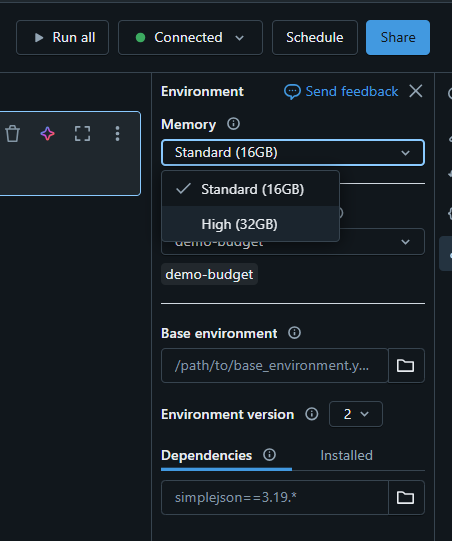 Run all
Connected
Schedule
Share
Environment
Send feedback
Memory
Standard (16GB)
Standard (16GB)
High (32GB)
demo-budget
demo-budget
Base environment
/path/to/base_environment.y...
Environment version
2
Dependencies
Installed
simplejson==3.19.*